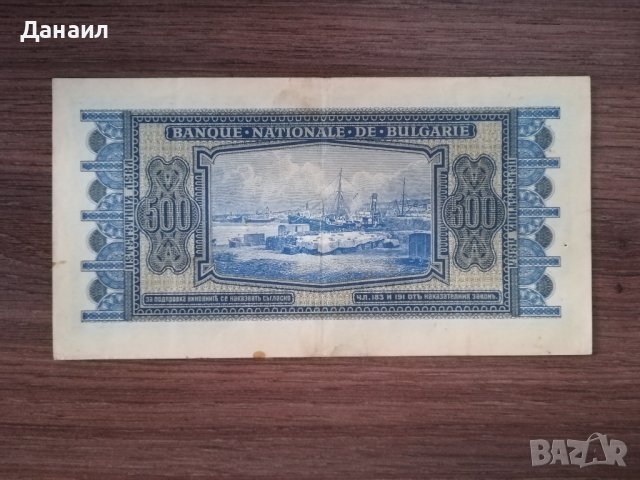 Данаил
BANQUE · NATIONALE · DE · BULGARIE
500
500
ЗА ПОДПРАВКА ВИНОВНИТѢ СЕ НАКАЗВАТЪ СЪГЛАСНО
ЧЛ. 183 И 191 ОТЪ НАКАЗАТЕЛНИЯ ЗАКОНЪ.
BAZAR